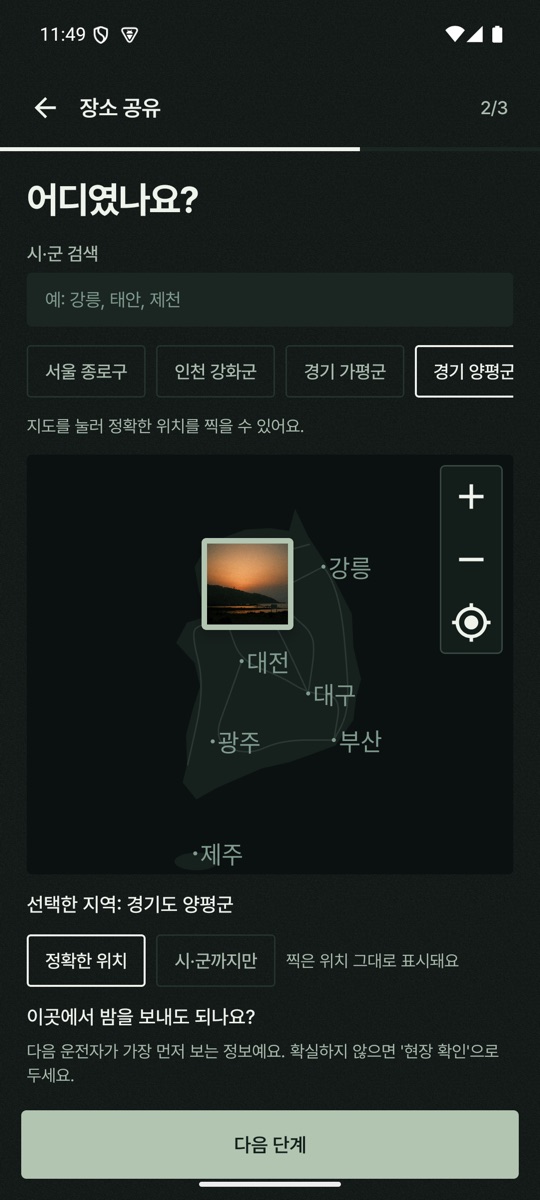 11:49
장소 공유
2/3
어디였나요?
시·군 검색
예: 강릉, 태안, 제천
서울 종로구
인천 강화군
경기 가평군
경기 양평군
지도를 눌러 정확한 위치를 찍을 수 있어요.
강릉
대전
대구
광주
부산
제주
선택한 지역: 경기도 양평군
정확한 위치
시·군까지만
찍은 위치 그대로 표시돼요
이곳에서 밤을 보내도 되나요?
다음 운전자가 가장 먼저 보는 정보예요. 확실하지 않으면 '현장 확인'으로
두세요.
다음 단계